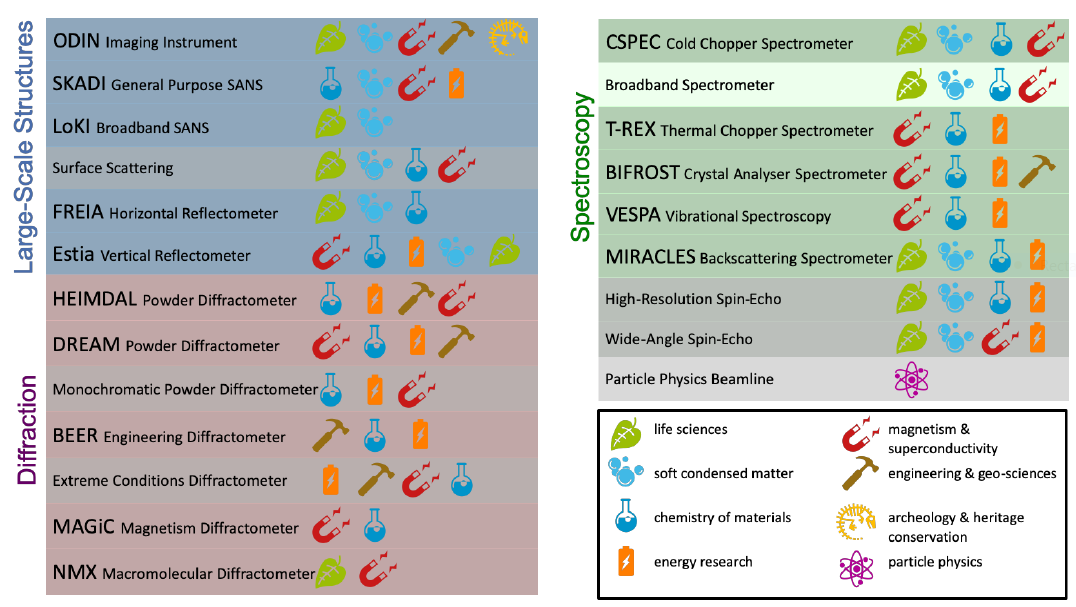 Large-Scale Structures
ODIN Imaging Instrument
SKADI General Purpose SANS
LoKI Broadband SANS
Surface Scattering
FREIA Horizontal Reflectometer
Estia Vertical Reflectometer
Diffraction
HEIMDAL Powder Diffractometer
DREAM Powder Diffractometer
Monochromatic Powder Diffractometer
BEER Engineering Diffractometer
Extreme Conditions Diffractometer
MAGiC Magnetism Diffractometer
NMX Macromolecular Diffractometer
Spectroscopy
CSPEC Cold Chopper Spectrometer
Broadband Spectrometer
T-REX Thermal Chopper Spectrometer
BIFROST Crystal Analyser Spectrometer
VESPA Vibrational Spectroscopy
MIRACLES Backscattering Spectrometer
High-Resolution Spin-Echo
Wide-Angle Spin-Echo
Particle Physics Beamline
life sciences
soft condensed matter
chemistry of materials
energy research
magnetism &
superconductivity
engineering & geo-sciences
archeology & heritage
conservation
particle physics